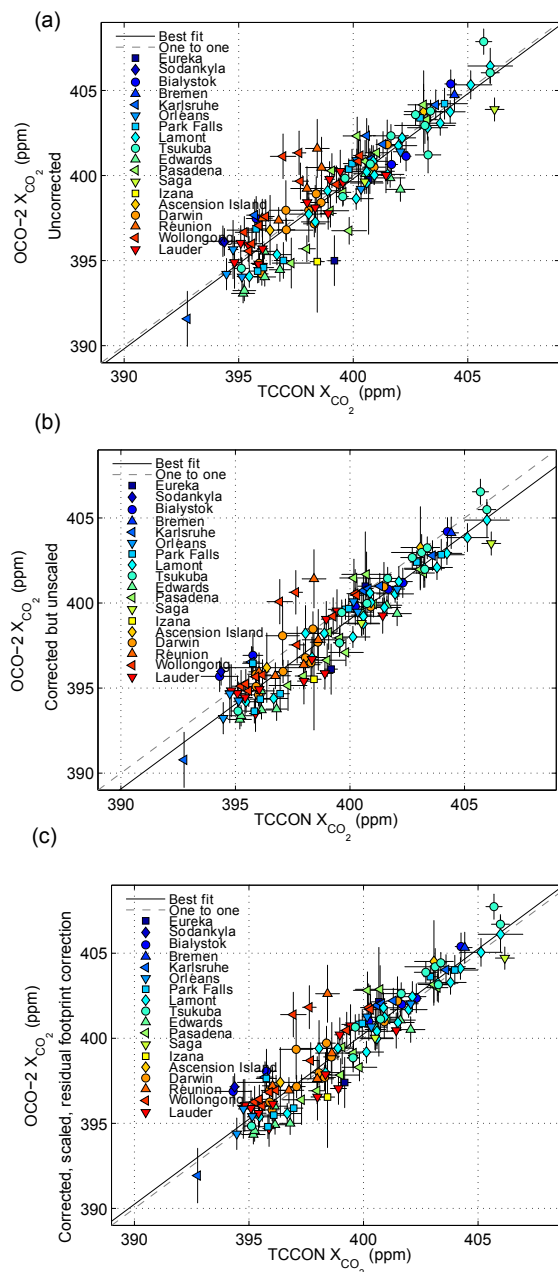 (a)
Best fit
One to one
Eureka
Sodankyla
Bialystok
Bremen
Karlsruhe
Orleans
Park Falls
Lamont
Tsukuba
Edwards
Pasadena
Saga
Izana
Ascension Island
Darwin
Réunion
Wollongong
Lauder
405
400
395
390
OCO−2 XCO2 (ppm)
Uncorrected
390 395 400 405
TCCON XCO2 (ppm)
(b)
Best fit
One to one
Eureka
Sodankyla
Bialystok
Bremen
Karlsruhe
Orleans
Park Falls
Lamont
Tsukuba
Edwards
Pasadena
Saga
Izana
Ascension Island
Darwin
Réunion
Wollongong
Lauder
405
400
395
390
OCO−2 XCO2 (ppm)
Corrected but unscaled
390 395 400 405
TCCON XCO2 (ppm)
(c)
Best fit
One to one
Eureka
Sodankyla
Bialystok
Bremen
Karlsruhe
Orleans
Park Falls
Lamont
Tsukuba
Edwards
Pasadena
Saga
Izana
Ascension Island
Darwin
Réunion
Wollongong
Lauder
405
400
395
390
OCO−2 XCO2 (ppm)
Corrected, scaled, residual footprint correction
390 395 400 405
TCCON XCO2 (ppm)